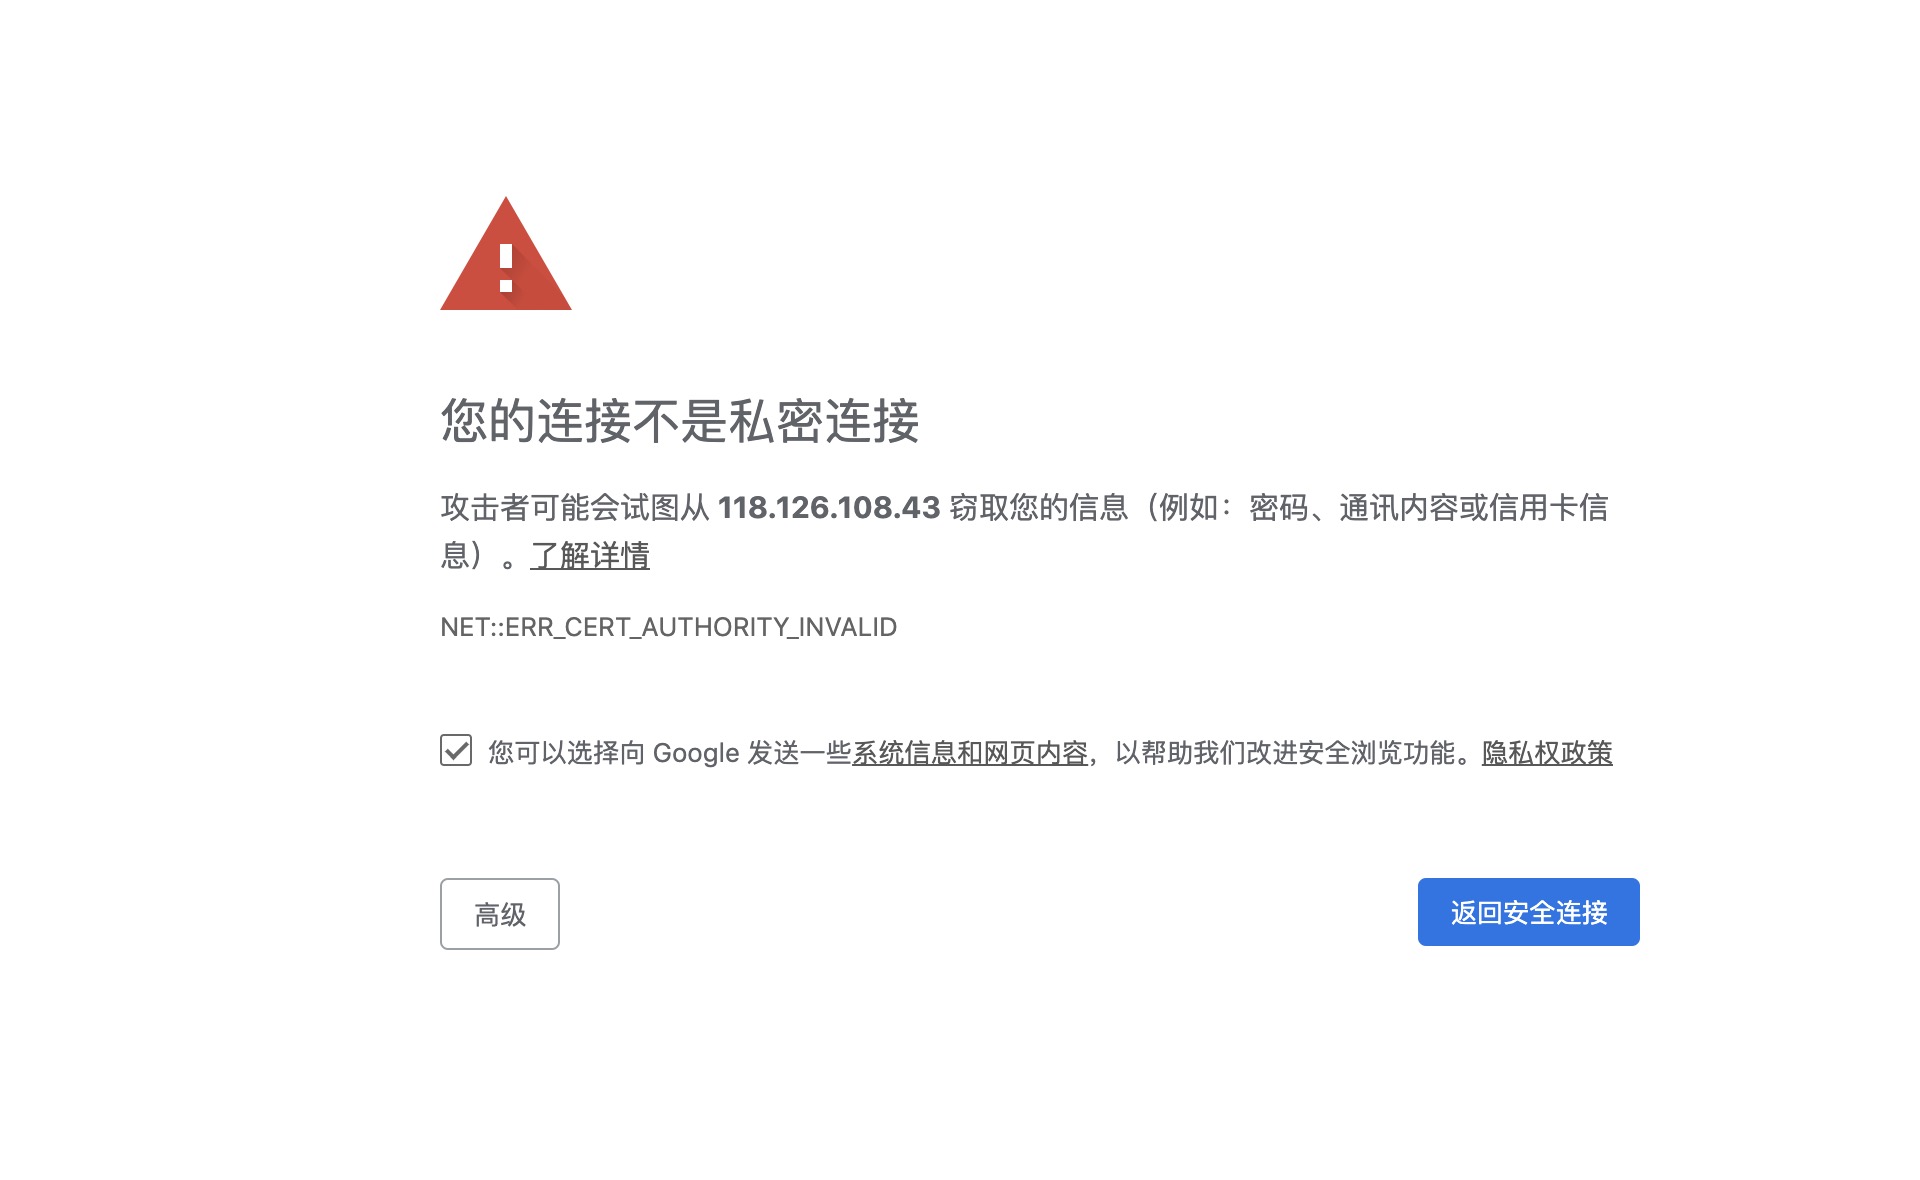 您的连接不是私密连接
攻击者可能会试图从 118.126.108.43 窃取您的信息（例如：密码、通讯内容或信用卡信
息）。了解详情
NET::ERR_CERT_AUTHORITY_INVALID
您可以选择向 Google 发送一些系统信息和网页内容，以帮助我们改进安全浏览功能。隐私权政策
高级
返回安全连接